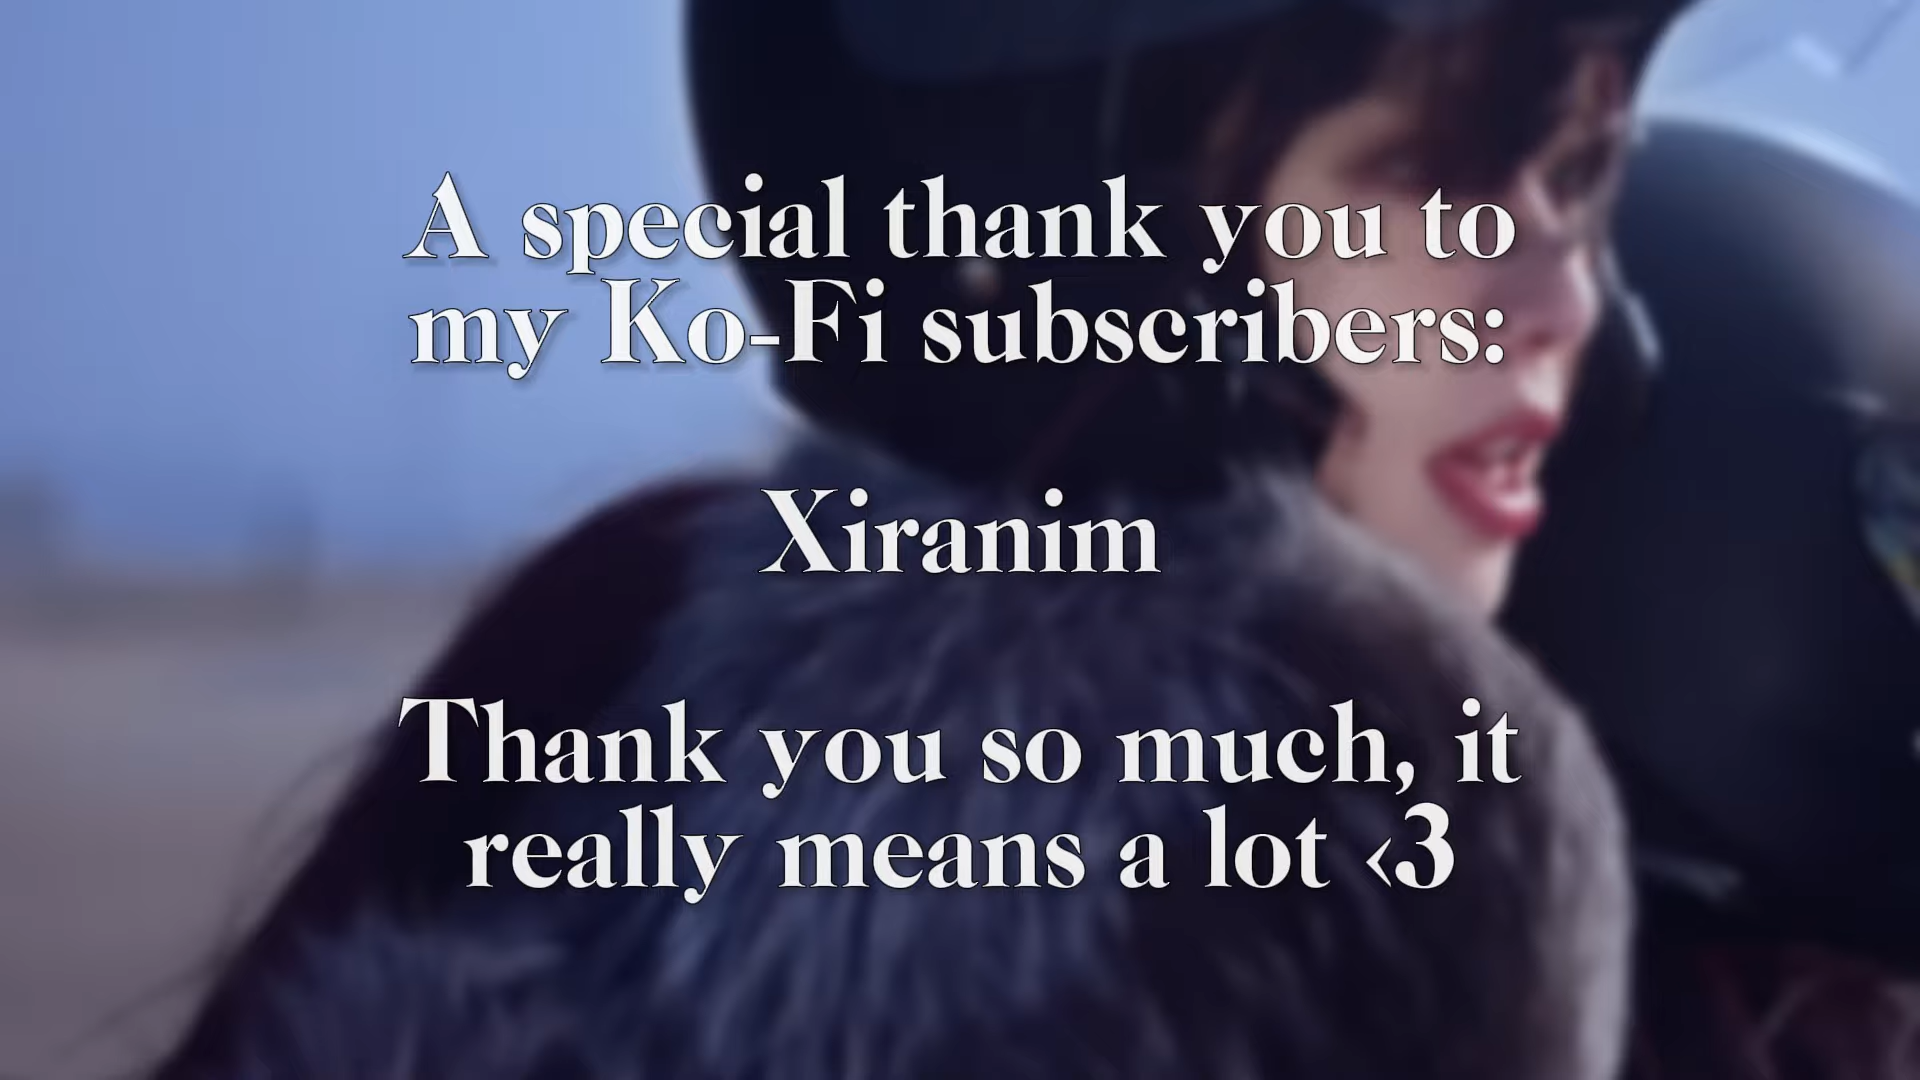 A special thank you to
my Ko-Fi subscribers:
Xiranim
Thank you so much, it
really means a lot <3